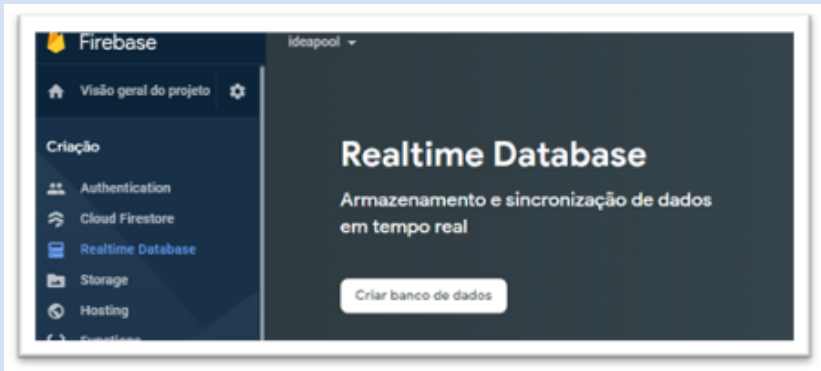 Firebase
ideapool
Visão geral do projeto
Criação
Authentication
Cloud Firestore
Realtime Database
Storage
Hosting
Functions
Realtime Database
Armazenamento e sincronização de dados
em tempo real
Criar banco de dados